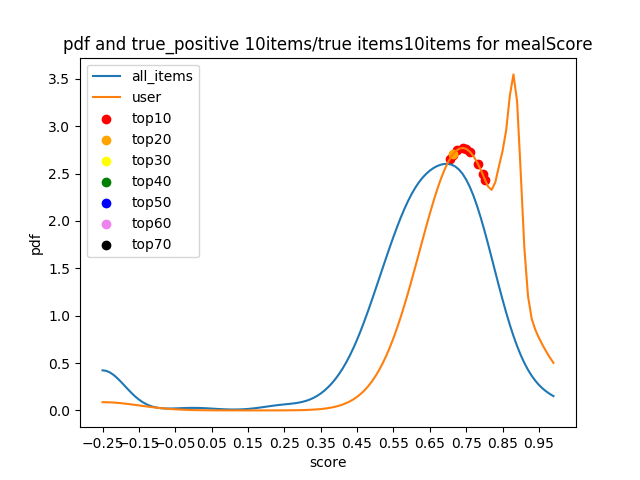 pdf and true_positive 10items/true items10items for mealScore
all_items
user
top10
top20
top30
top40
top50
top60
top70
3.5
3.0
2.5
2.0
1.5
1.0
0.5
0.0
pdf
−0.25 −0.15 −0.05 0.05 0.15 0.25 0.35 0.45 0.55 0.65 0.75 0.85 0.95
score